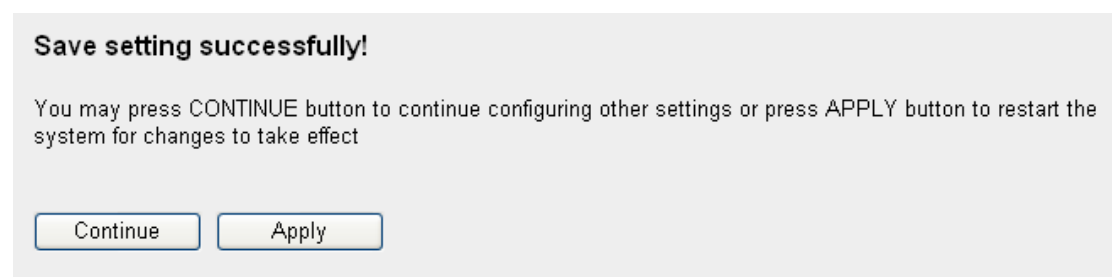 Save setting successfully!
You may press CONTINUE button to continue configuring other settings or press APPLY button to restart the
system for changes to take effect
Continue Apply